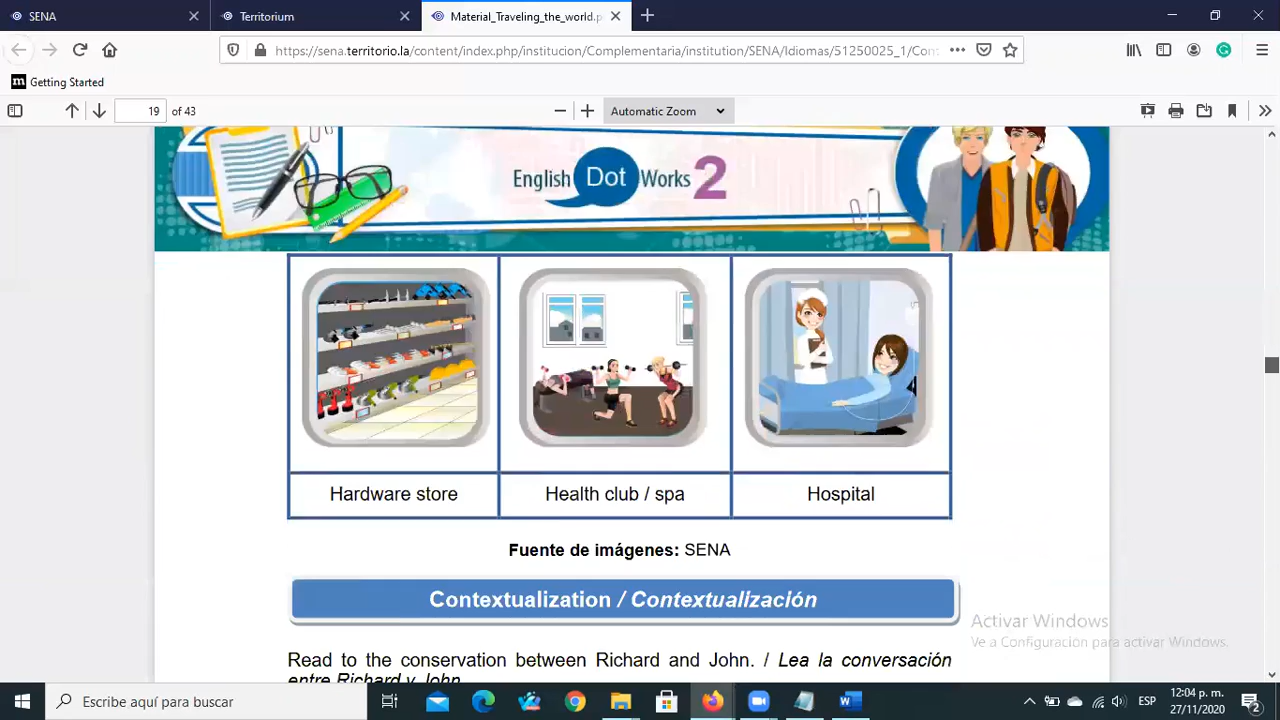 SENA
Territorium
Material_Traveling_the_world.p
https://sena.territorio.la/content/index.php/institucion/Complementaria/institution/SENA/Idiomas/51250025_1/Con
Getting Started
19 of 43
Automatic Zoom
English Dot Works 2
Hardware store
Health club / spa
Hospital
Fuente de imágenes: SENA
Contextualization / Contextualización
Activar Windows
Ve a Configuración para activar Windows.
Read to the conservation between Richard and John. / Lea la conversación
entre Richard y John.
Escribe aquí para buscar
ESP
12:04 p. m.
27/11/2020
2